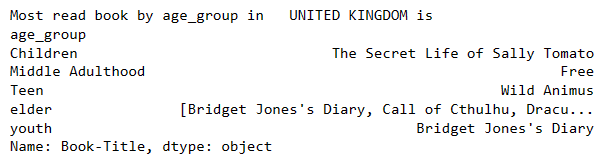 Most read book by age_group in   UNITED KINGDOM is
age_group
Children                               The Secret Life of Sally Tomato
Middle Adulthood                                                  Free
Teen                                                       Wild Animus
elder               [Bridget Jones's Diary, Call of Cthulhu, Dracu...
youth                                            Bridget Jones's Diary
Name: Book-Title, dtype: object